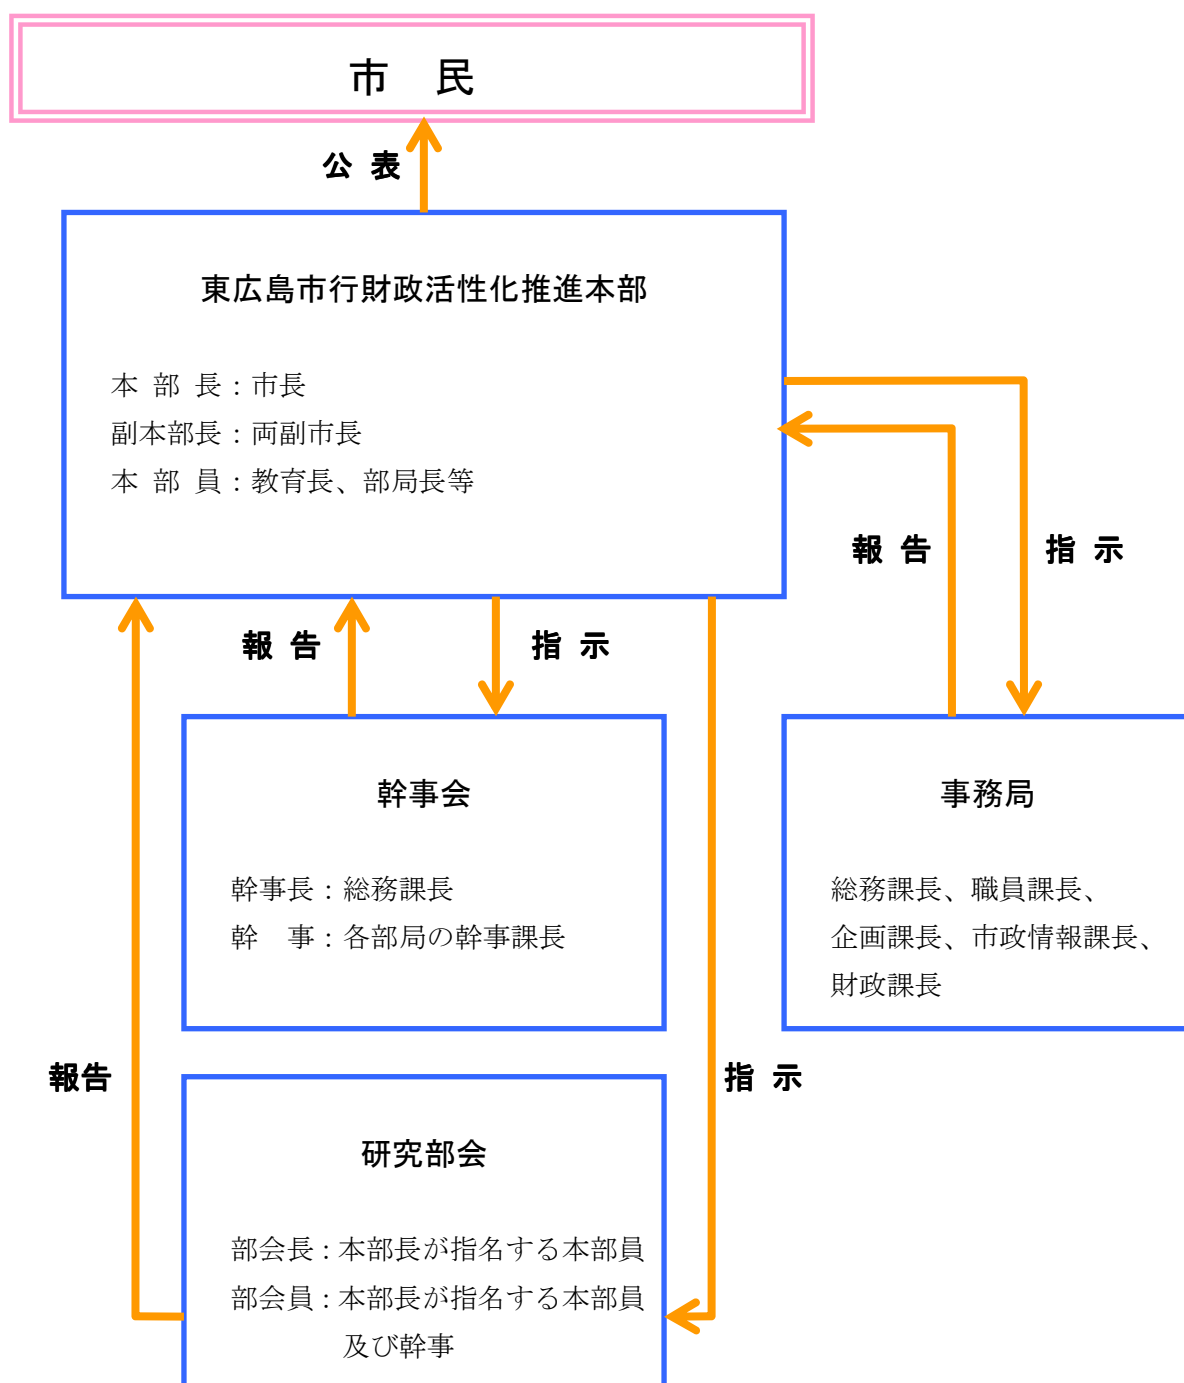 市　民
公 表
東広島市行財政活性化推進本部
本 部 長：市長
副本部長：両副市長
本 部 員：教育長、部局長等
報 告
指 示
報 告
指 示
幹事会
幹事長：総務課長
幹　事：各部局の幹事課長
事務局
総務課長、職員課長、
企画課長、市政情報課長、
財政課長
報告
指 示
研究部会
部会長：本部長が指名する本部員
部会員：本部長が指名する本部員
及び幹事